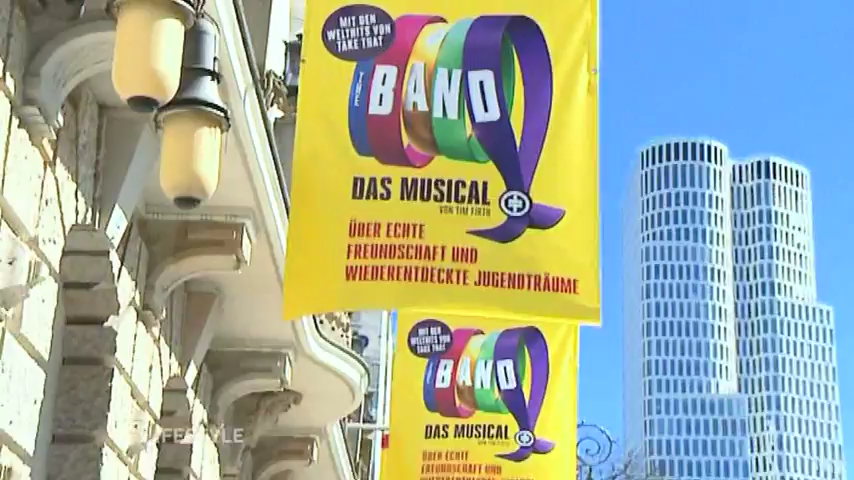 MIT DEN
WELTHITS VON
TAKE THAT
THE
BAND
DAS MUSICAL
VON TIM FIRTH
ÜBER ECHTE
FREUNDSCHAFT UND
WIEDERENTDECKTE JUGENDTRÄUME
MIT DEN
WELTHITS VON
TAKE THAT
BAND
DAS MUSICAL
ÜBER ECHTE
FREUNDSCHAFT UND
LIFESTYLE